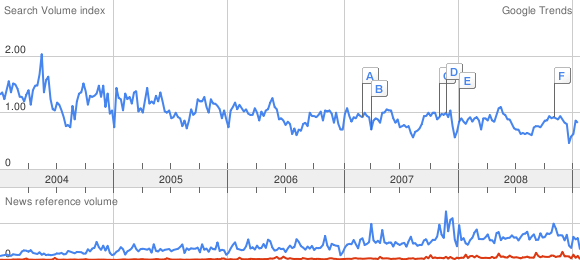 Search Volume index Google Trends
2.00
A C D
B E F
1.00
0
2004 2005 2006 2007 2008
News reference volume
0